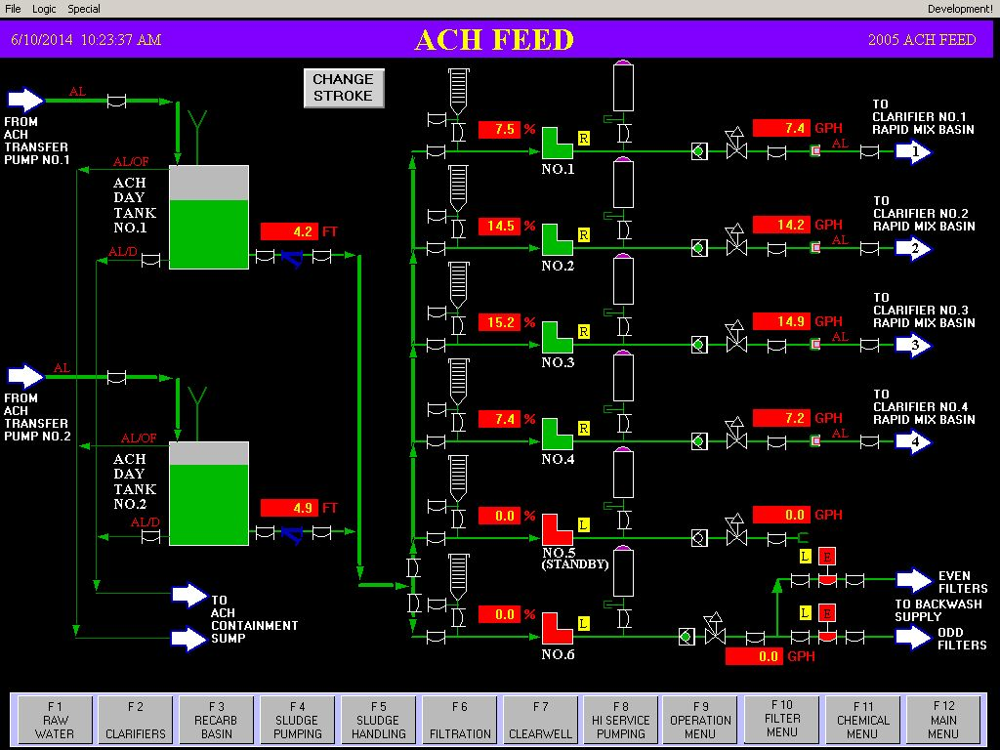 File Logic Special Development!
6/10/2014 10:23:37 AM ACH FEED 2005 ACH FEED
CHANGE
STROKE
AL
FROM
ACH
TRANSFER
PUMP NO.1
AL/OF
ACH
DAY
TANK
NO.1
4.2 FT
AL/D
AL
FROM
ACH
TRANSFER
PUMP NO.2
AL/OF
ACH
DAY
TANK
NO.2
4.9 FT
AL/D
TO
ACH
CONTAINMENT
SUMP
7.5 %
R
NO.1
7.4 GPH
AL
TO
CLARIFIER NO.1
RAPID MIX BASIN
1
14.5 %
R
NO.2
14.2 GPH
AL
TO
CLARIFIER NO.2
RAPID MIX BASIN
2
15.2 %
R
NO.3
14.9 GPH
AL
TO
CLARIFIER NO.3
RAPID MIX BASIN
3
7.4 %
R
NO.4
7.2 GPH
AL
TO
CLARIFIER NO.4
RAPID MIX BASIN
4
0.0 %
L
NO.5
(STANDBY)
0.0 GPH
L E
EVEN
FILTERS
TO BACKWASH
SUPPLY
0.0 %
L
NO.6
L E
ODD
FILTERS
0.0 GPH
F 1
RAW
WATER
F 2
CLARIFIERS
F 3
RECARB
BASIN
F 4
SLUDGE
PUMPING
F 5
SLUDGE
HANDLING
F 6
FILTRATION
F 7
CLEARWELL
F 8
HI SERVICE
PUMPING
F 9
OPERATION
MENU
F 10
FILTER
MENU
F 11
CHEMICAL
MENU
F 12
MAIN
MENU